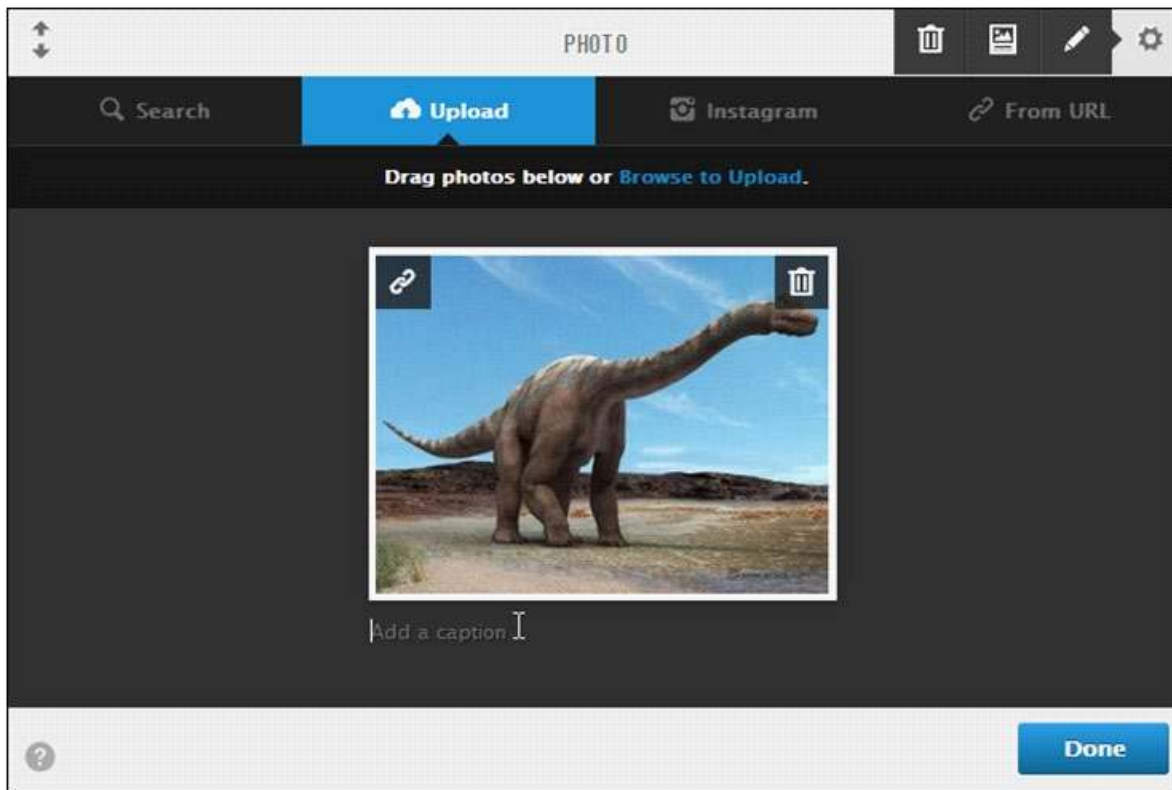 PHOTO
Search
Upload
Instagram
From URL
Drag photos below or Browse to Upload.
Add a caption
?
Done